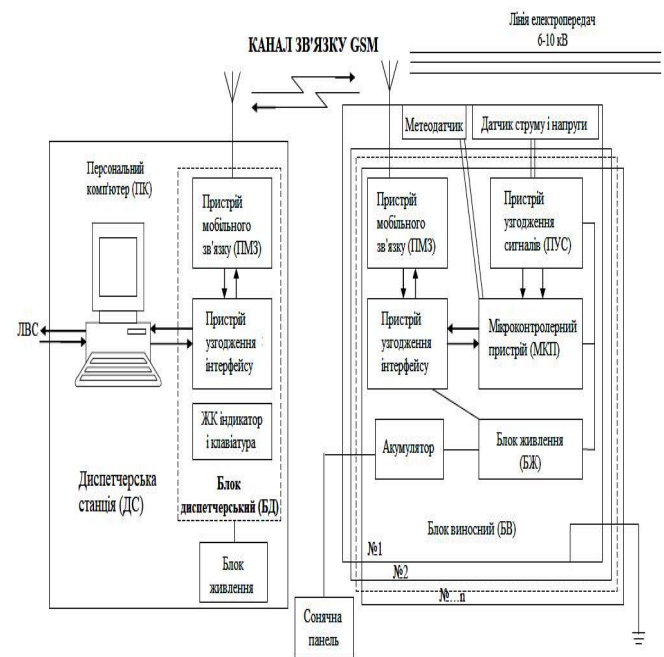 Лінія електропередач
6-10 кВ
КАНАЛ ЗВ'ЯЗКУ GSM
Метеодатчик
Датчик струму і напруги
Персональний
комп'ютер (ПК)
Пристрій
мобільного
зв'язку (ПМЗ)
Пристрій
мобільного
зв'язку (ПМЗ)
Пристрій
узгодження
сигналів (ПУС)
ЛВС
Пристрій
узгодження
інтерфейсу
Пристрій
узгодження
інтерфейсу
Мікроконтролерний
пристрій (МКП)
ЖК індикатор
і клавіатура
Акумулятор
Блок живлення
(БЖ)
Диспетчерська
станція (ДС)
Блок
диспетчерський (БД)
Блок виносний (БВ)
Блок
живлення
№1
№2
№…n
Сонячна
панель